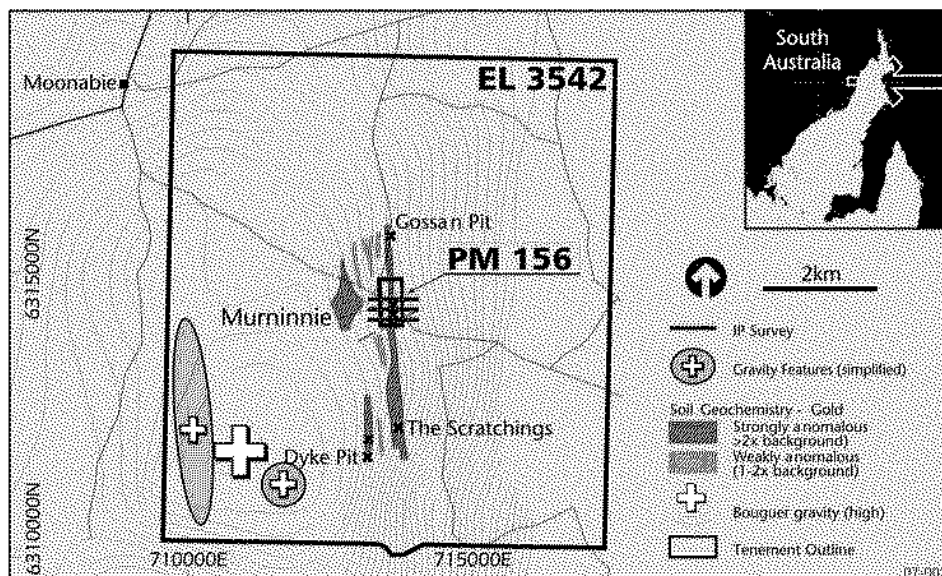 South
Australia
Moonabie
EL 3542
Gossan Pit
PM 156
6315000N
2km
Murninnie
IP Survey
Gravity Features (simplified)
Soil Geochemistry - Gold
Strongly anomalous
>2x background)
The Scratchings
Weakly anomalous
(1-2x background)
Dyke Pit
Bouguer gravity (high)
6310000N
Tenement Outline
710000E
715000E